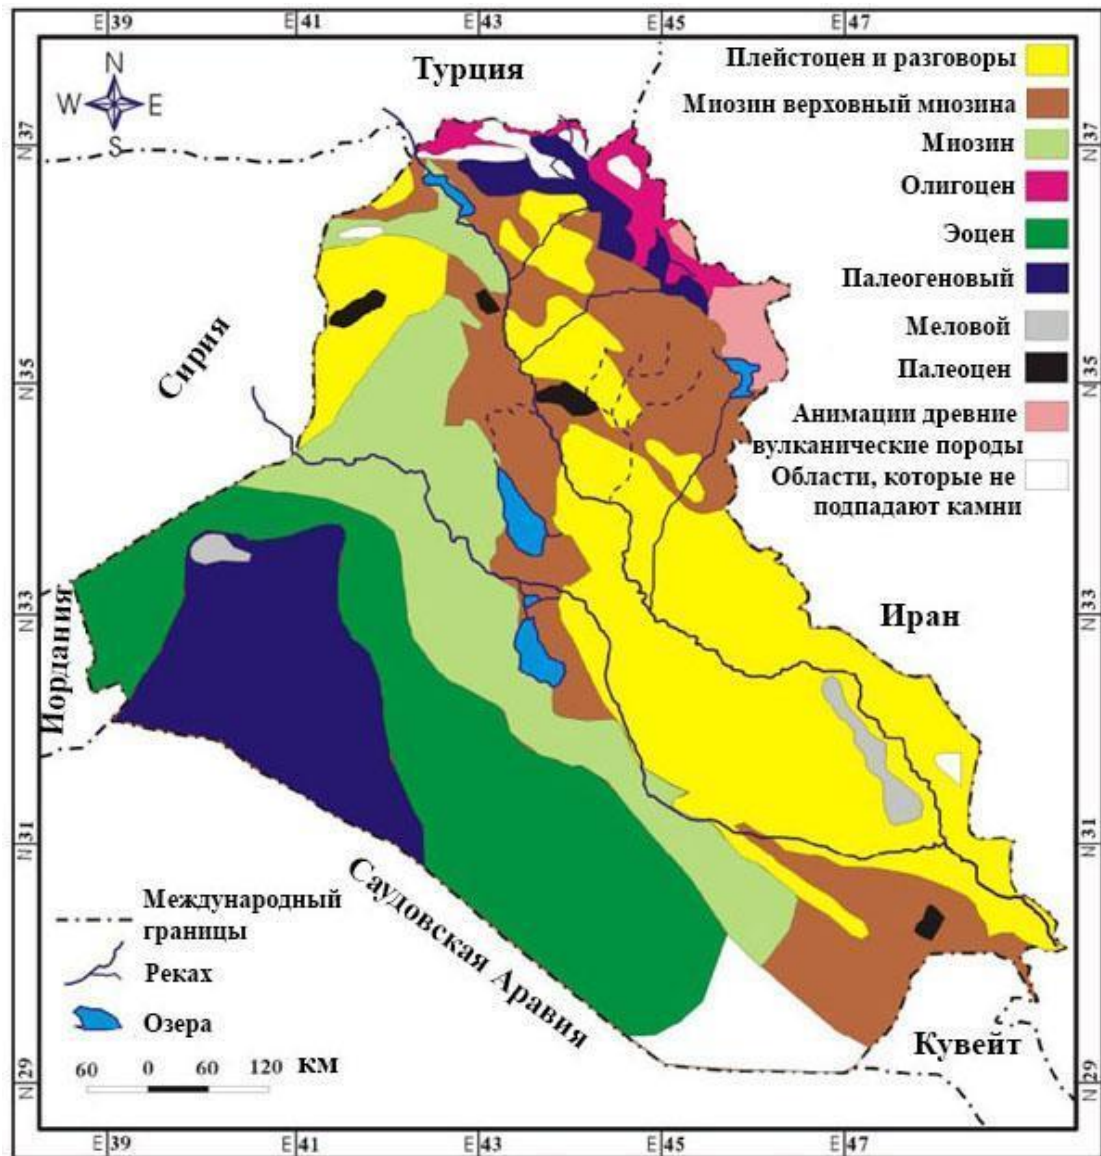 E 39 E 41 E 43 E 45 E 47
N
W E
S
Турция
Плейстоцен и разговоры
Миозин верховный миозина
Миозин
Олигоцен
Эоцен
Палеогеновый
Меловой
Палеоцен
Анимации древние
вулканические породы
Области, которые не
подпадают камни
N 37
N 37
Сирия
N 35
N 35
Иордания
N 33
N 33
Иран
N 31
N 31
Саудовская Аравия
Кувейт
Международный
границы
Реках
Озера
60 0 60 120 км
N 29
N 29
E 39 E 41 E 43 E 45 E 47